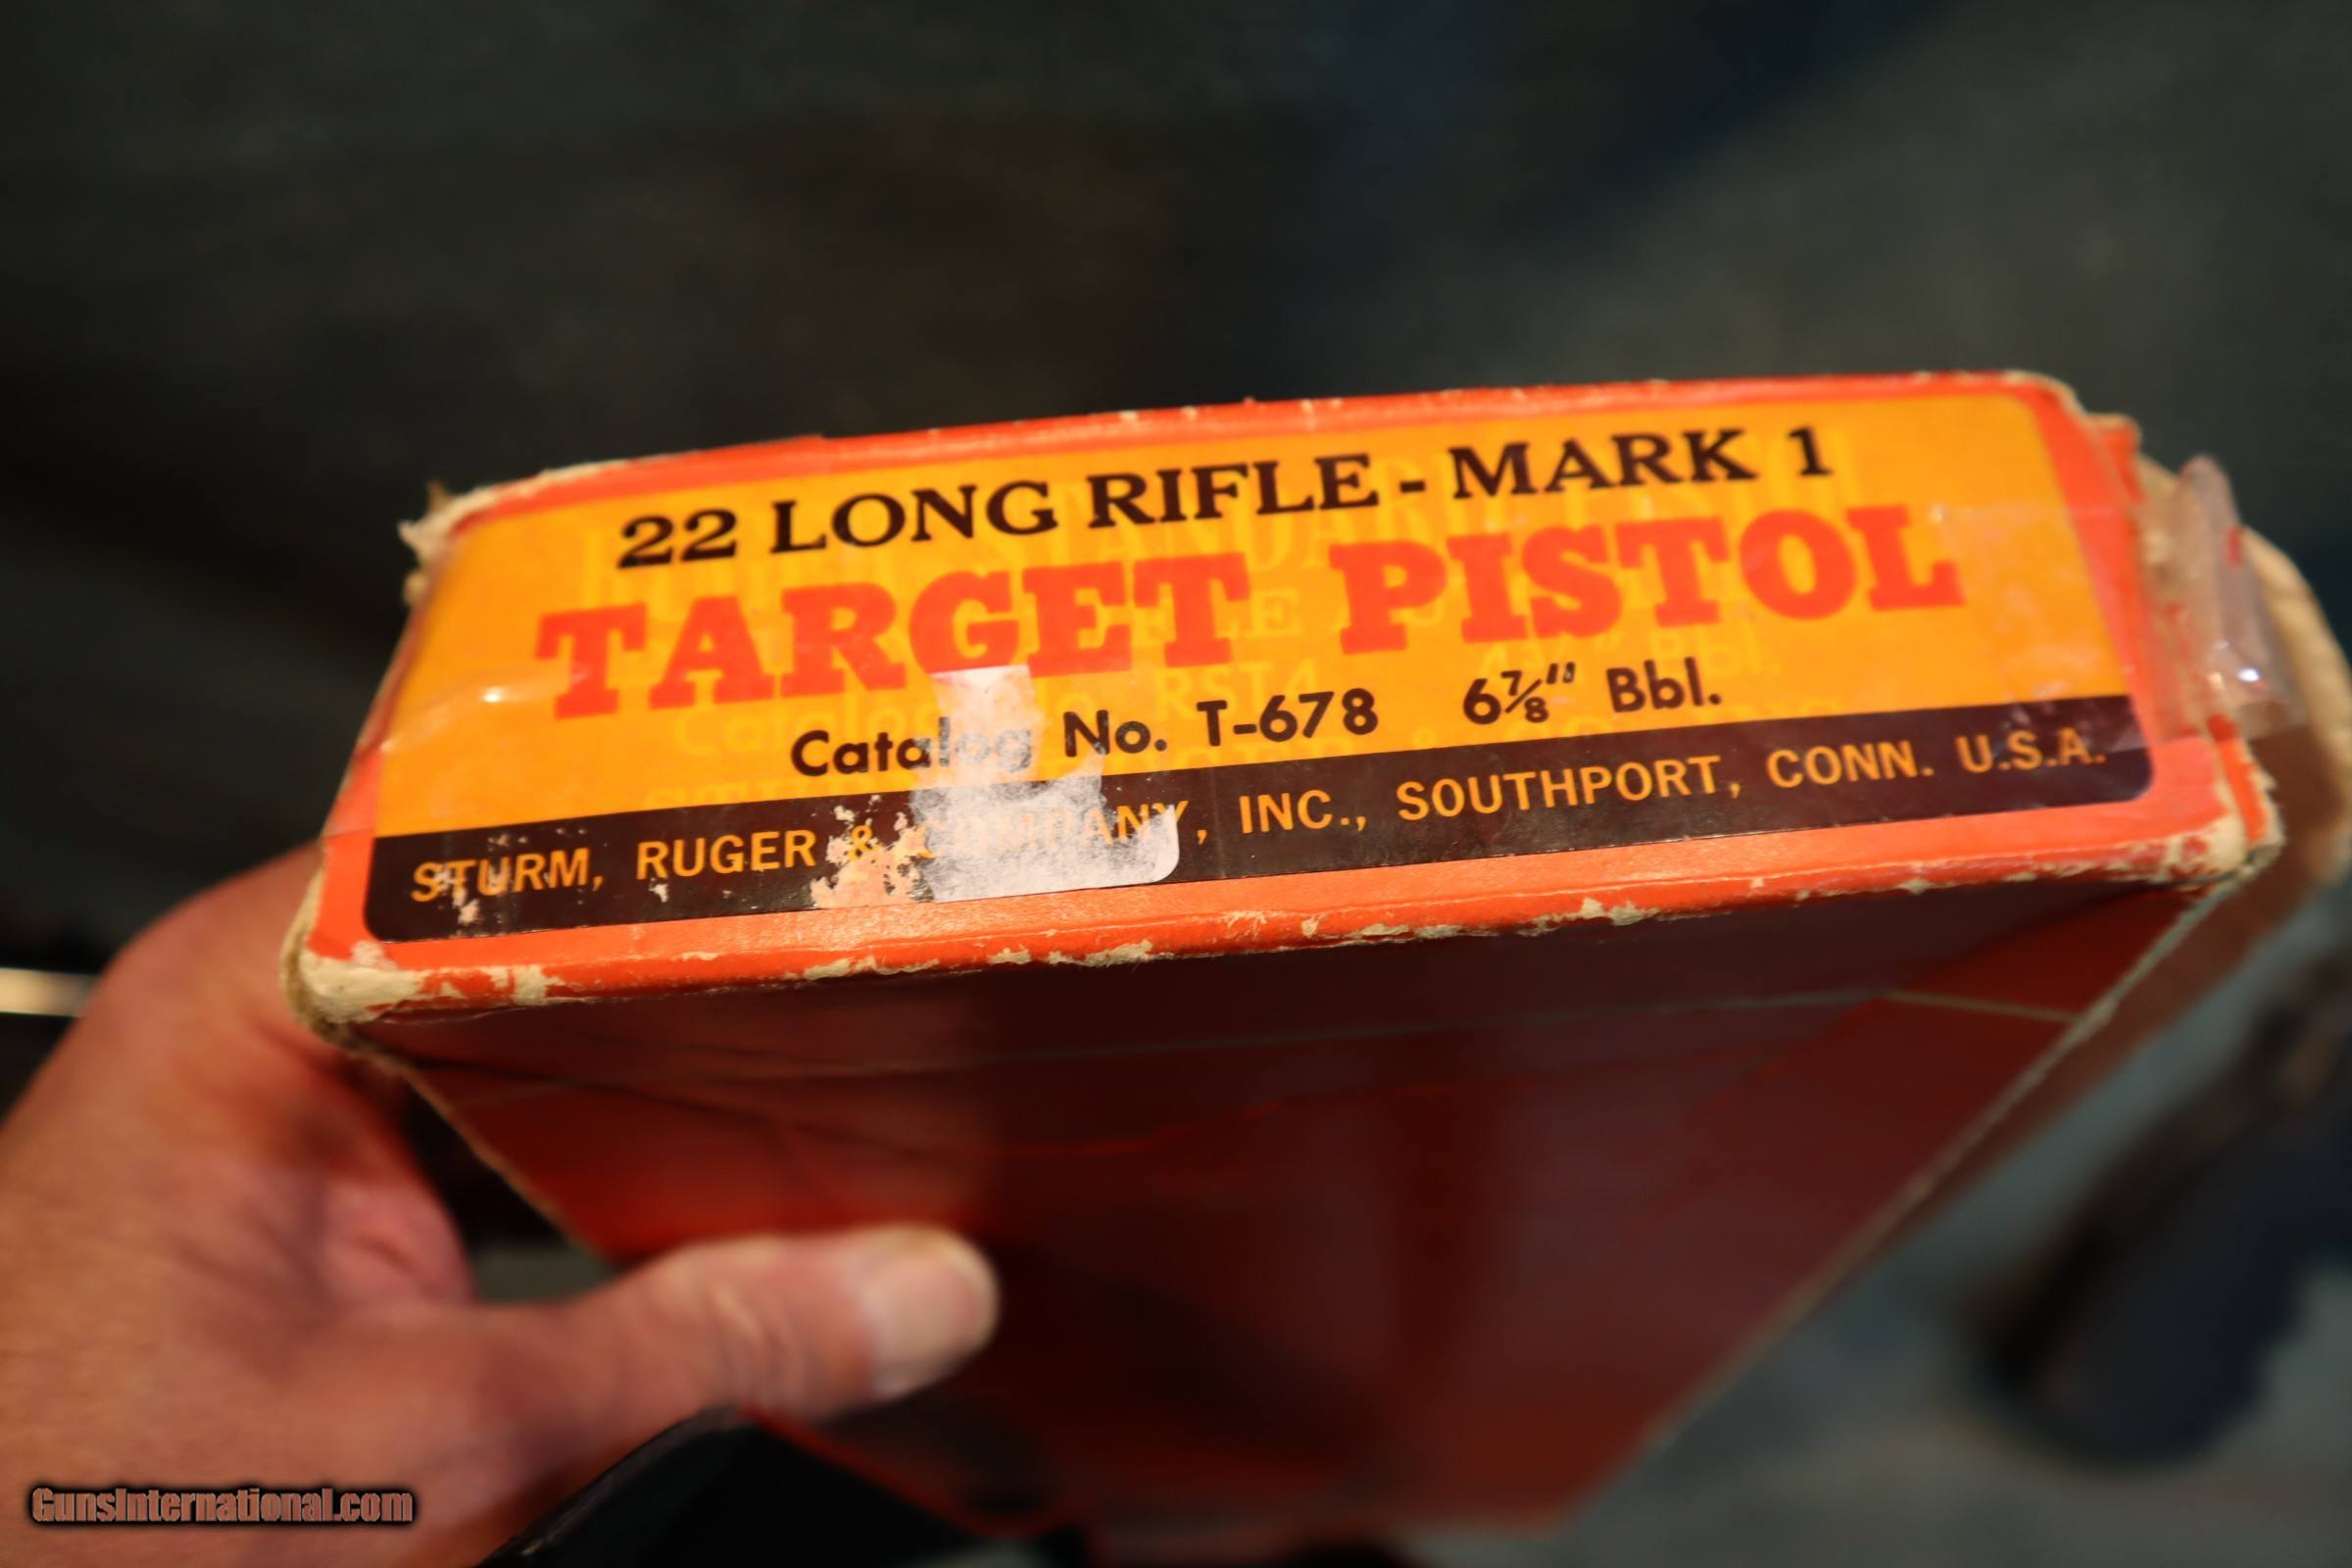 22 LONG RIFLE - MARK 1
TARGET PISTOL
Catalog No. T-678 6⅞" Bbl.
STURM, RUGER & COMPANY, INC., SOUTHPORT, CONN. U.S.A.
GunsInternational.com